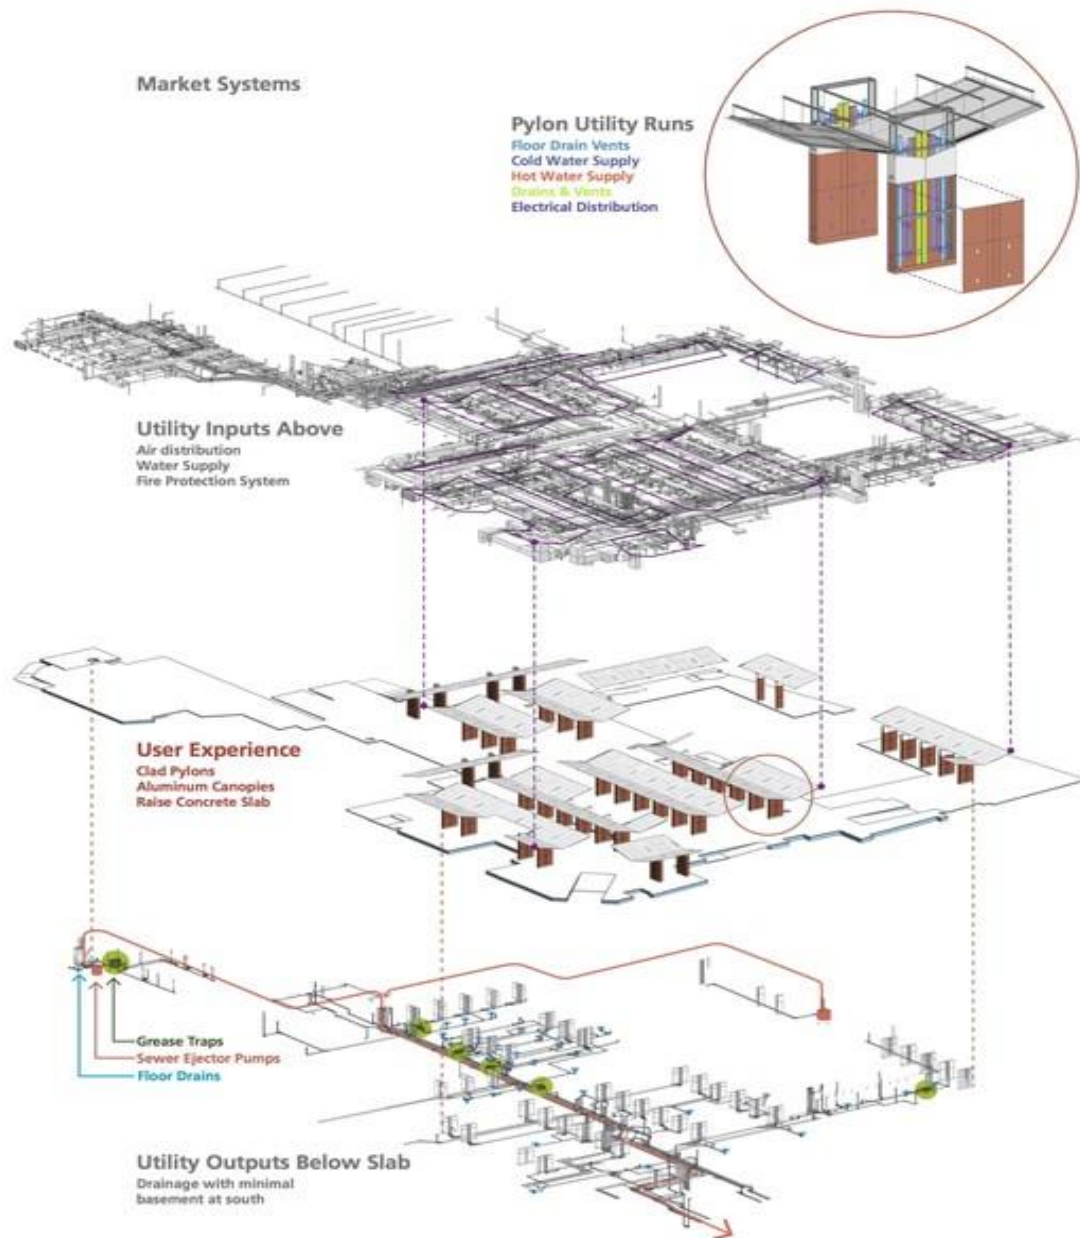 Market Systems
Pylon Utility Runs
Floor Drain Vents
Cold Water Supply
Hot Water Supply
Drains & Vents
Electrical Distribution
Utility Inputs Above
Air distribution
Water Supply
Fire Protection System
User Experience
Clad Pylons
Aluminum Canopies
Raise Concrete Slab
Grease Traps
Sewer Ejector Pumps
Floor Drains
Utility Outputs Below Slab
Drainage with minimal
basement at south